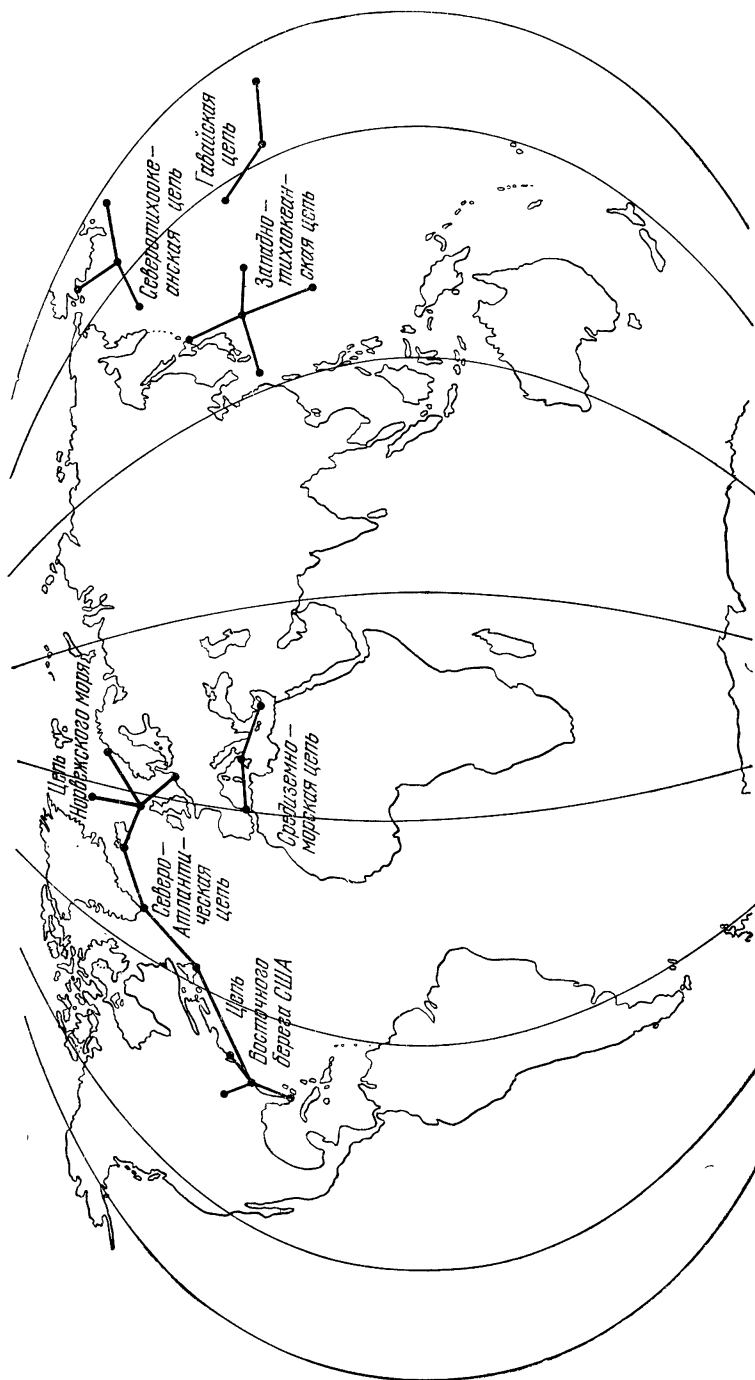 Цепь
Норвежского моря
Северо-
Атланти-
ческая
цепь
Цепь
Восточного
берега США
Средиземно-
морская цепь
Северотихооке-
анская цепь
Гавайская
цепь
Западно-
тихоокеан-
ская цепь